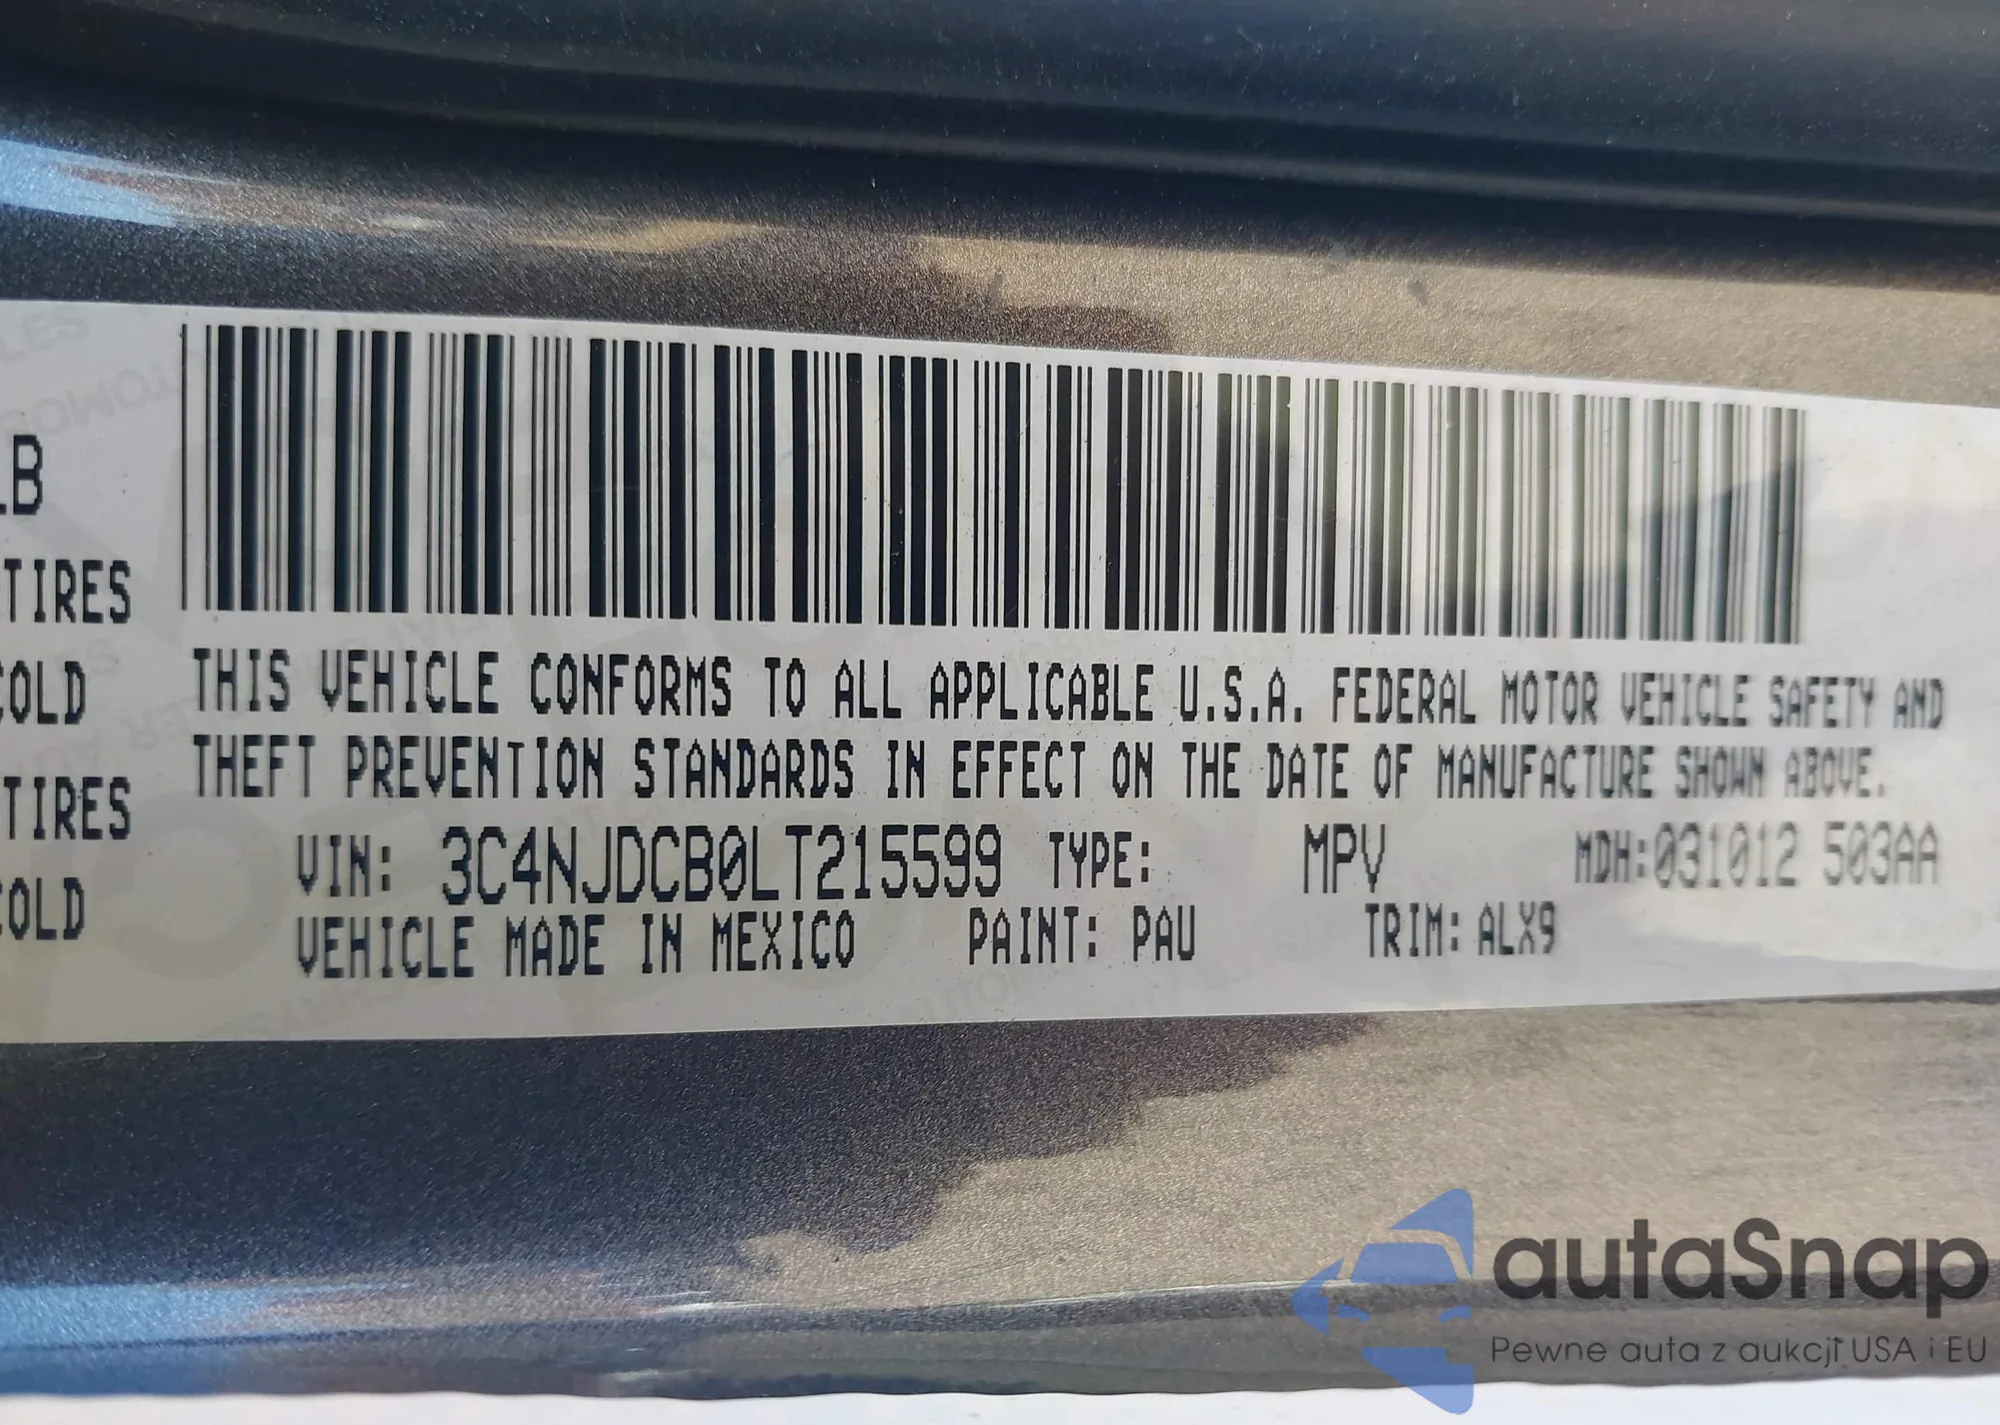 LB
TIRES
COLD
TIRES
COLD
THIS VEHICLE CONFORMS TO ALL APPLICABLE U.S.A. FEDERAL MOTOR VEHICLE SAFETY AND
THEFT PREVENTION STANDARDS IN EFFECT ON THE DATE OF MANUFACTURE SHOWN ABOVE.
VIN: 3C4NJDCB0LT215599 TYPE: MPV MDH:031012 503AA
VEHICLE MADE IN MEXICO PAINT: PAU TRIM: ALX9
autaSnap
Pewne auta z aukcji USA i EU